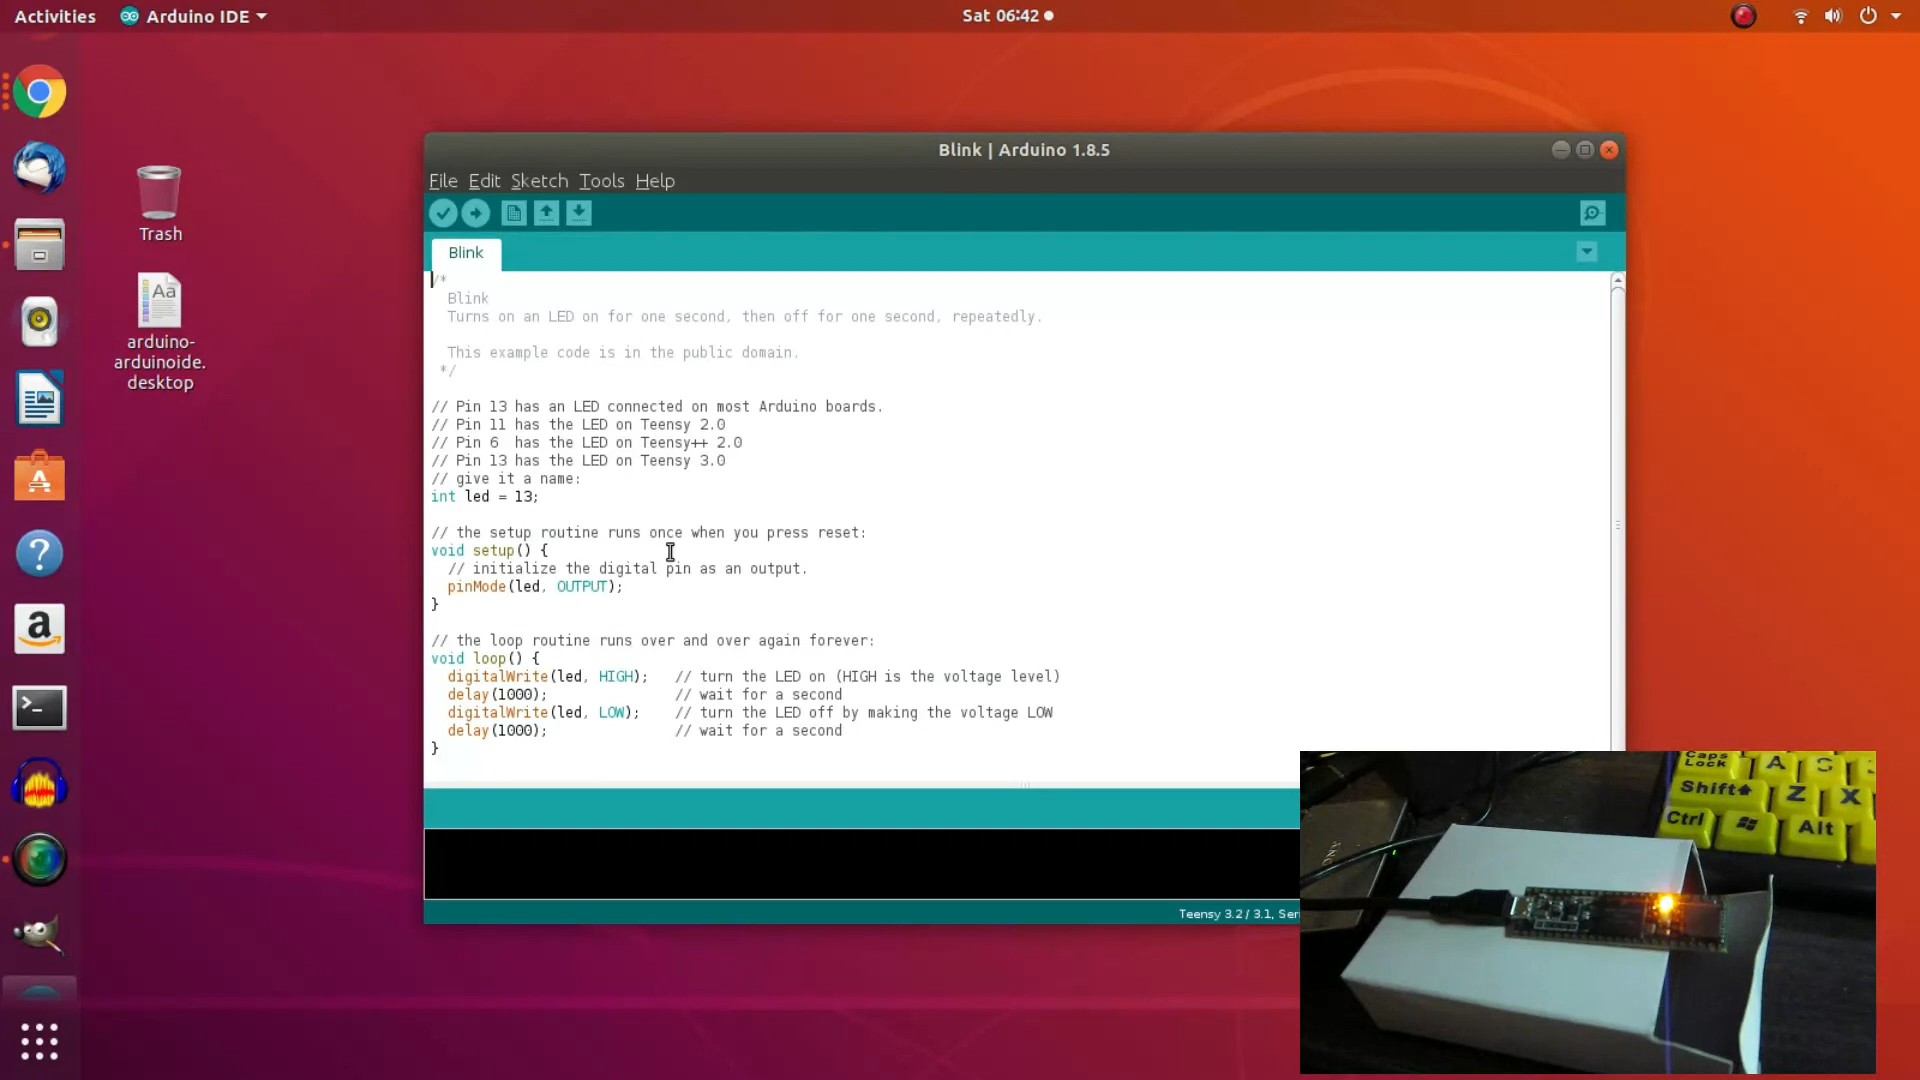 Activities
Arduino IDE
Sat 06:42
Trash
arduino-
arduinoide.
desktop
Blink | Arduino 1.8.5
File Edit Sketch Tools Help
Blink
/*
Blink
Turns on an LED on for one second, then off for one second, repeatedly.
This example code is in the public domain.
*/
// Pin 13 has an LED connected on most Arduino boards.
// Pin 11 has the LED on Teensy 2.0
// Pin 6  has the LED on Teensy++ 2.0
// Pin 13 has the LED on Teensy 3.0
// give it a name:
int led = 13;
// the setup routine runs once when you press reset:
void setup() {
// initialize the digital pin as an output.
pinMode(led, OUTPUT);
}
// the loop routine runs over and over again forever:
void loop() {
digitalWrite(led, HIGH);   // turn the LED on (HIGH is the voltage level)
delay(1000);               // wait for a second
digitalWrite(led, LOW);    // turn the LED off by making the voltage LOW
delay(1000);               // wait for a second
}
Teensy 3.2 / 3.1, Ser
Caps
Lock
A
S
Shift
Z
X
Ctrl
Alt